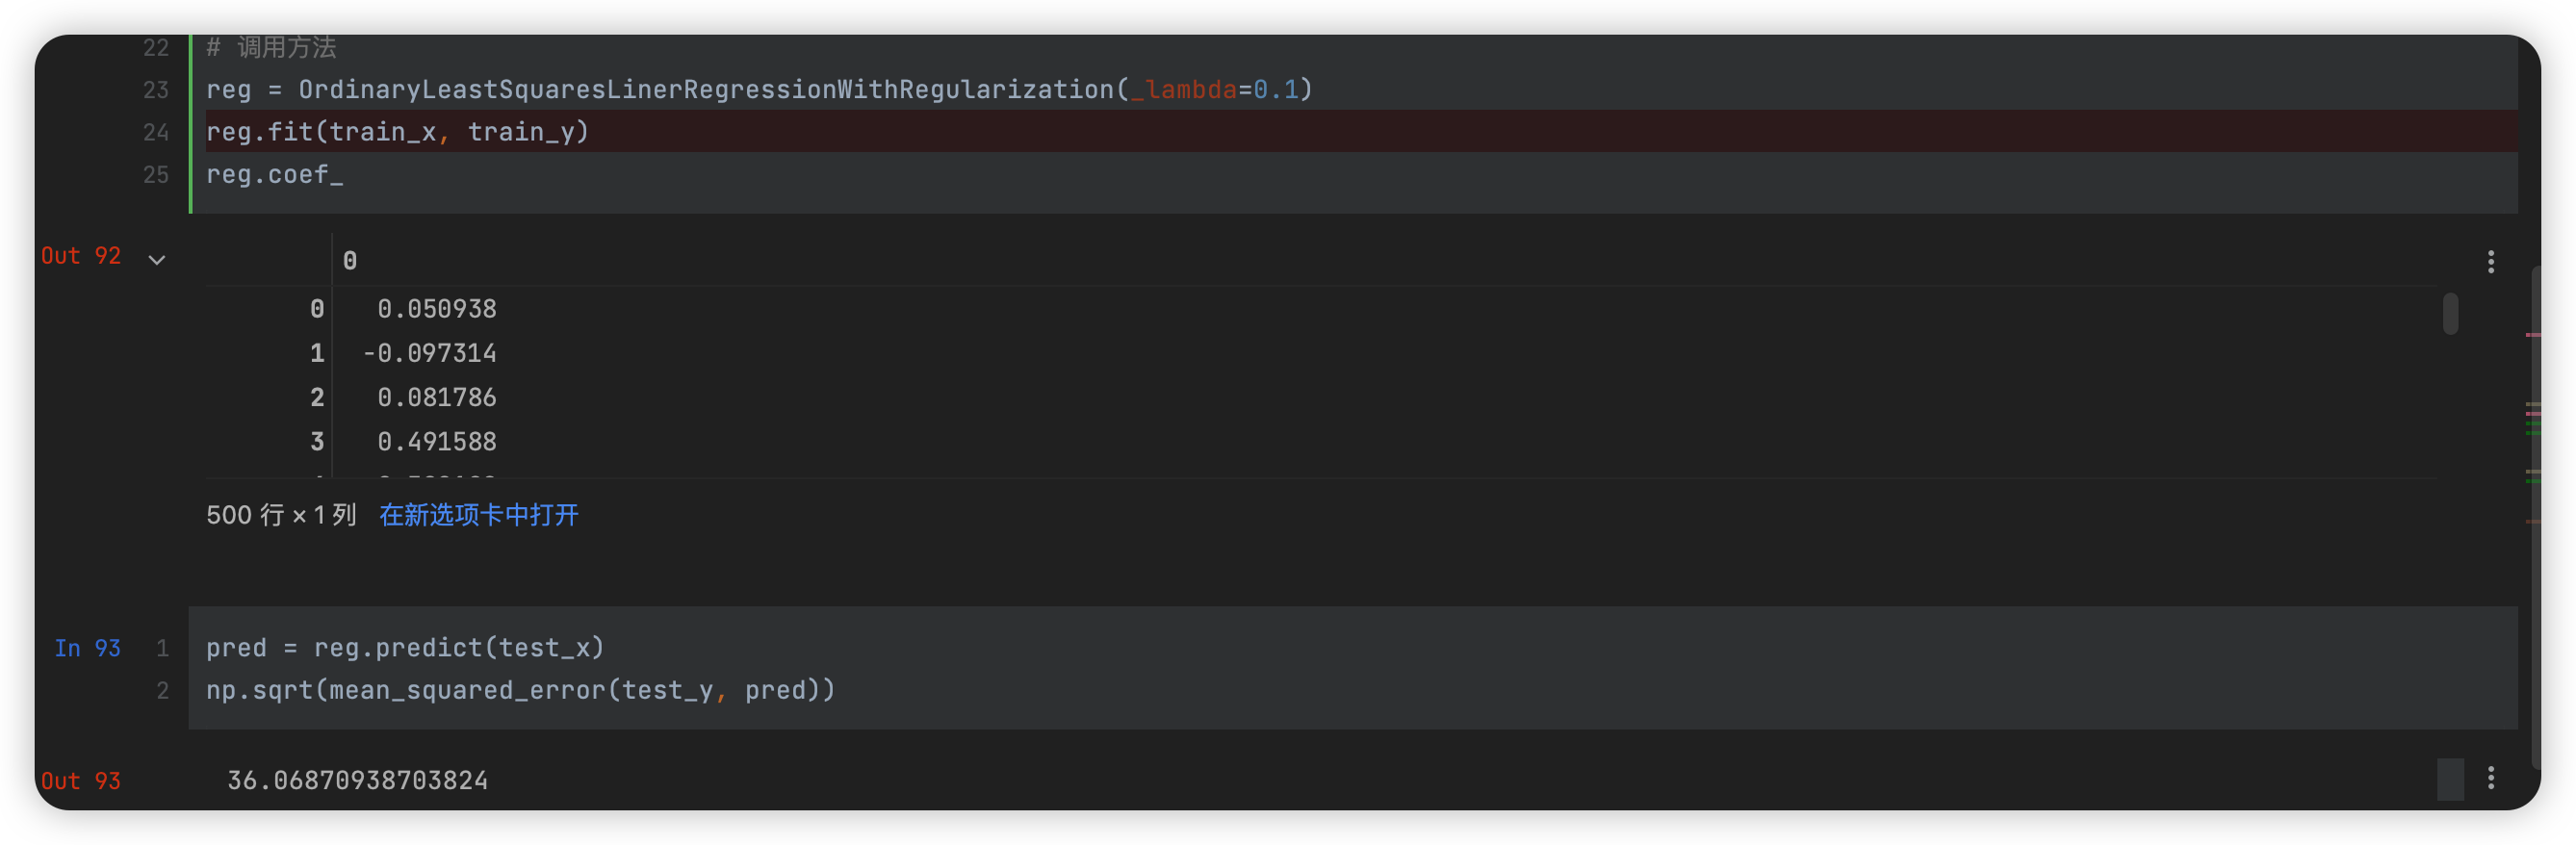 22 # 调用方法
23 reg = OrdinaryLeastSquaresLinerRegressionWithRegularization(_lambda=0.1)
24 reg.fit(train_x, train_y)
25 reg.coef_
Out 92
0
0 0.050938
1 -0.097314
2 0.081786
3 0.491588
500 行 × 1 列 在新选项卡中打开
In 93 1 pred = reg.predict(test_x)
2 np.sqrt(mean_squared_error(test_y, pred))
Out 93 36.06870938703824